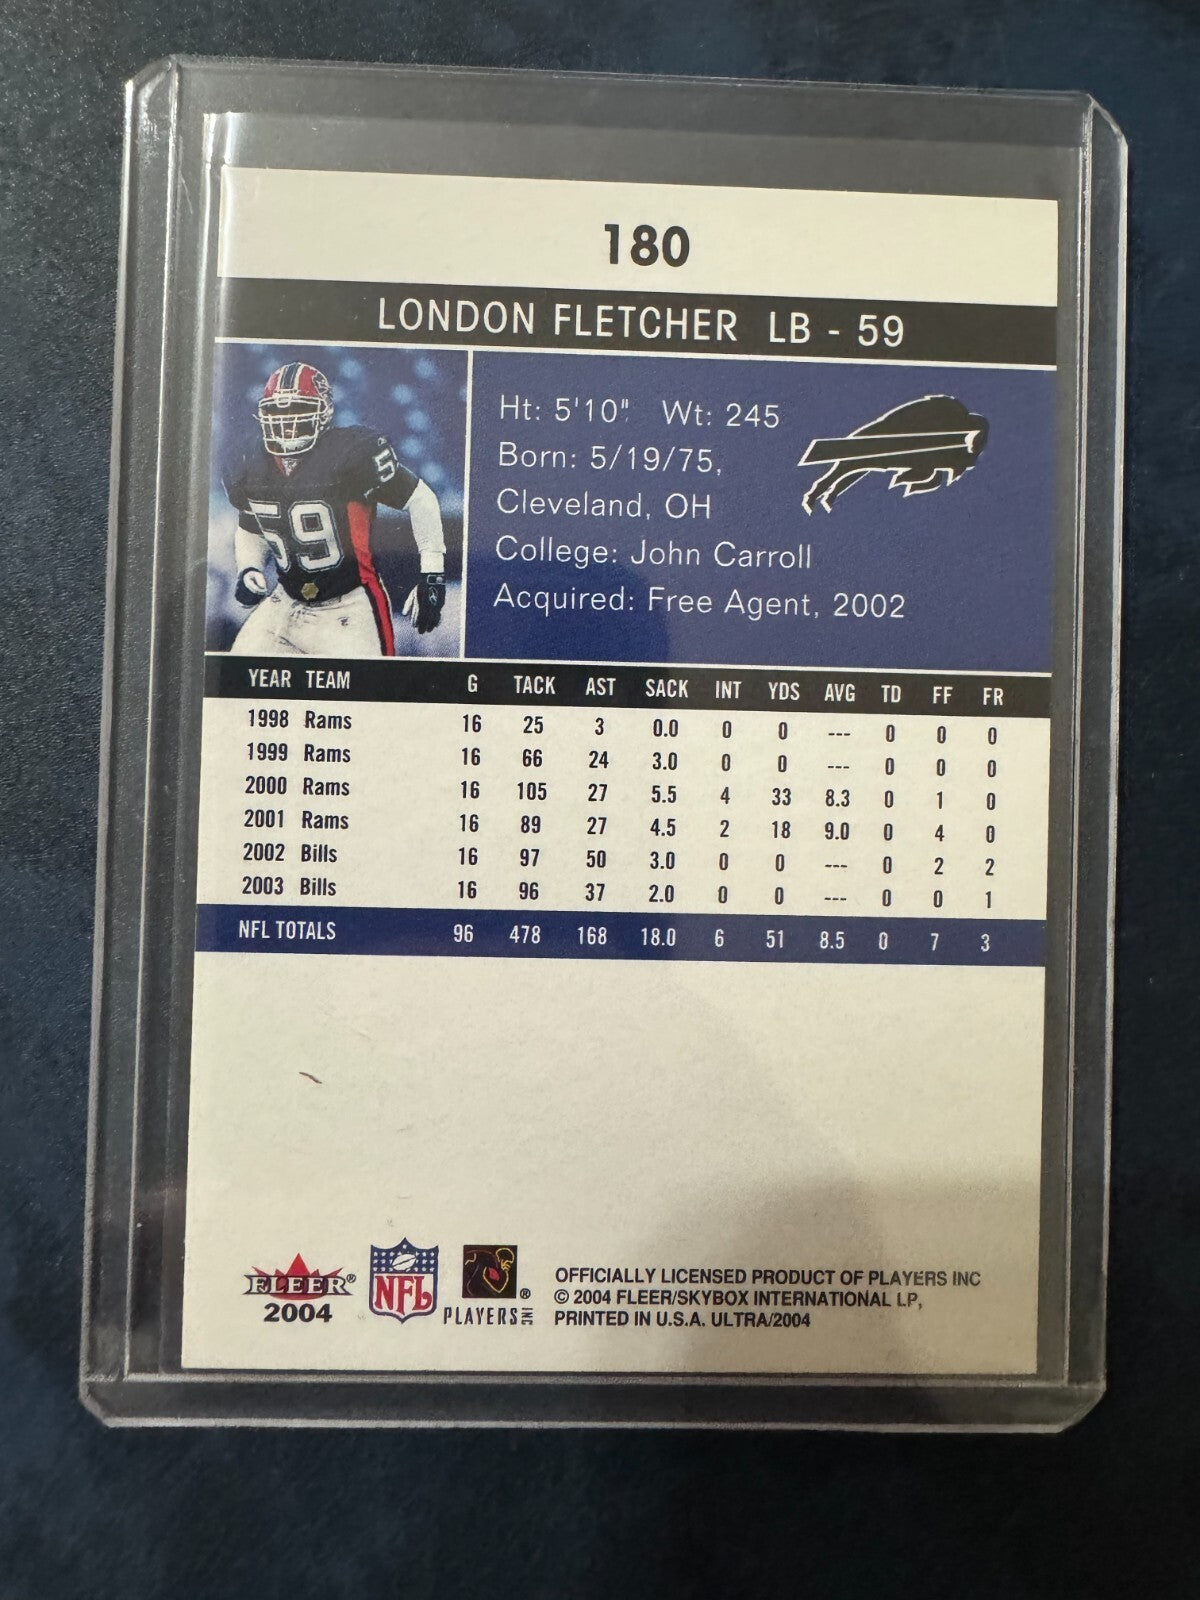 180
LONDON FLETCHER LB - 59
59
5
Ht: 5'10" Wt: 245
Born: 5/19/75,
Cleveland, OH
College: John Carroll
Acquired: Free Agent, 2002
YEAR TEAM G TACK AST SACK INT YDS AVG TD FF FR
1998 Rams 16 25 3 0.0 0 0 --- 0 0 0
1999 Rams 16 66 24 3.0 0 0 --- 0 0 0
2000 Rams 16 105 27 5.5 4 33 8.3 0 1 0
2001 Rams 16 89 27 4.5 2 18 9.0 0 4 0
2002 Bills 16 97 50 3.0 0 0 --- 0 2 2
2003 Bills 16 96 37 2.0 0 0 --- 0 0 1
NFL TOTALS 96 478 168 18.0 6 51 8.5 0 7 3
FLEER®
2004
NFL
®
PLAYERS INC
OFFICIALLY LICENSED PRODUCT OF PLAYERS INC
© 2004 FLEER/SKYBOX INTERNATIONAL LP,
PRINTED IN U.S.A. ULTRA/2004